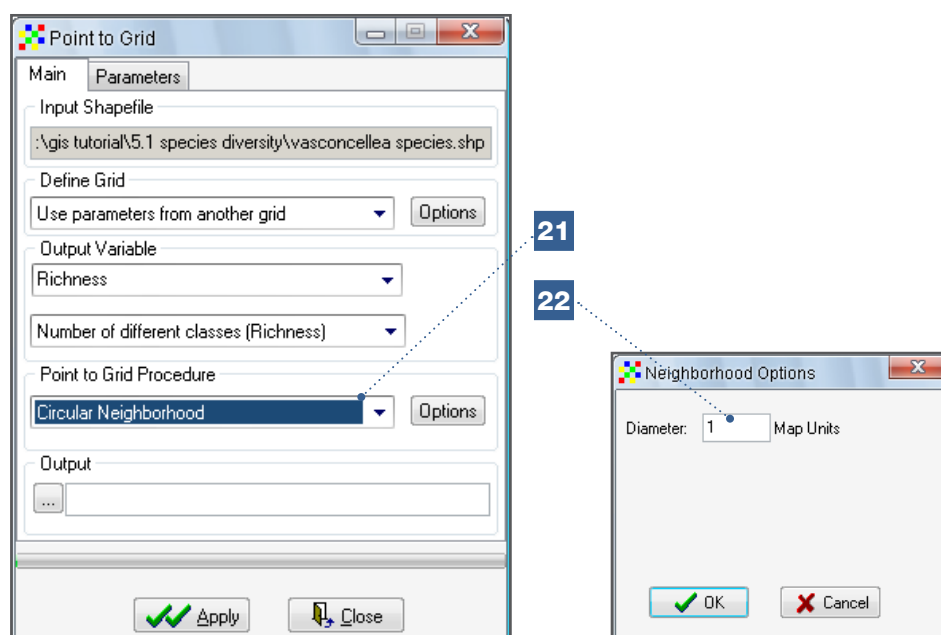 Point to Grid
Main Parameters
Input Shapefile
:\gis tutorial\5.1 species diversity\vasconcellea species.shp
Define Grid
Use parameters from another grid Options
Output Variable
Richness
Number of different classes (Richness)
Point to Grid Procedure
Circular Neighborhood Options
Output
...
Apply Close
21
22
Neighborhood Options
Diameter: 1 Map Units
OK Cancel